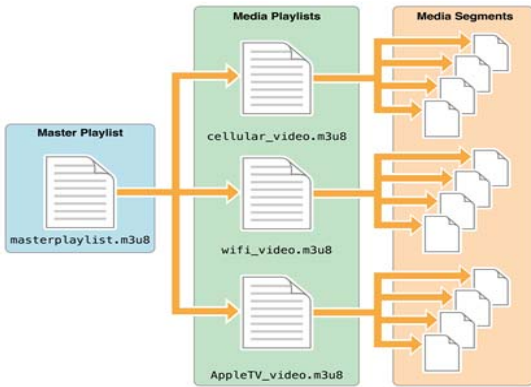 Media Playlists
Media Segments
cellular_video.m3u8
Master Playlist
masterplaylist.m3u8
wifi_video.m3u8
AppleTV_video.m3u8